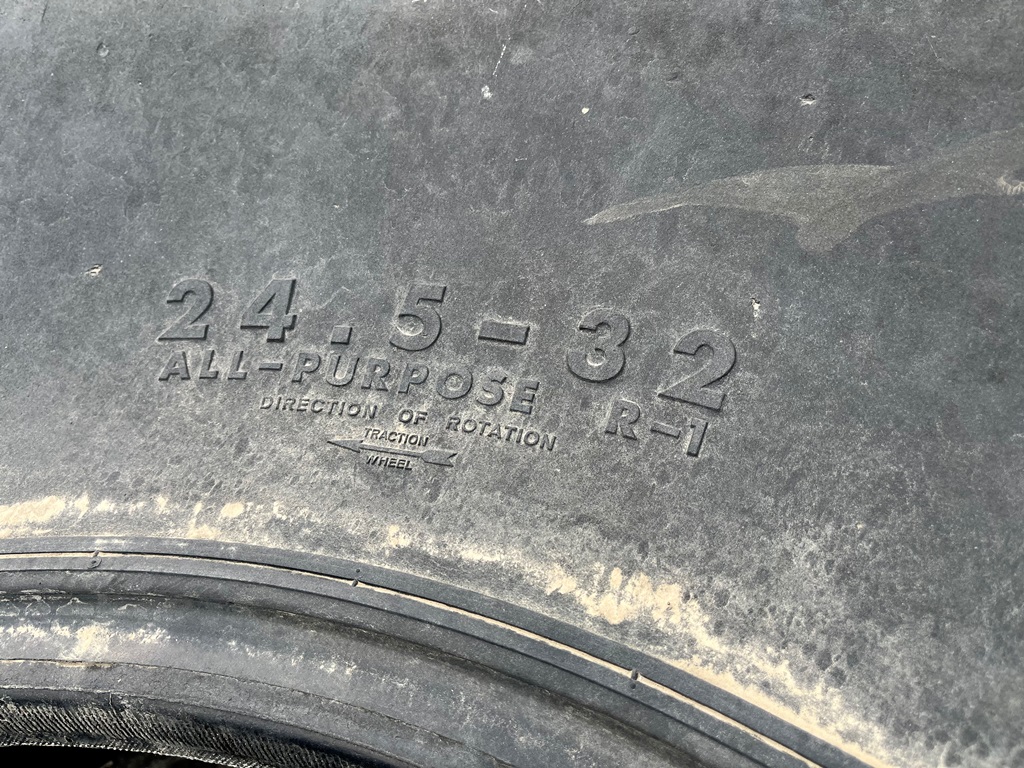 24.5-32
ALL-PURPOSE R-1
DIRECTION OF ROTATION
TRACTION
WHEEL